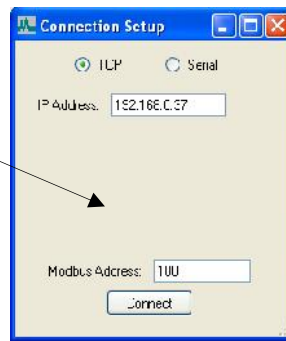 Connection Setup
TCP Serial
IP Address: 192.168.0.37
Modbus Address: 100
Connect